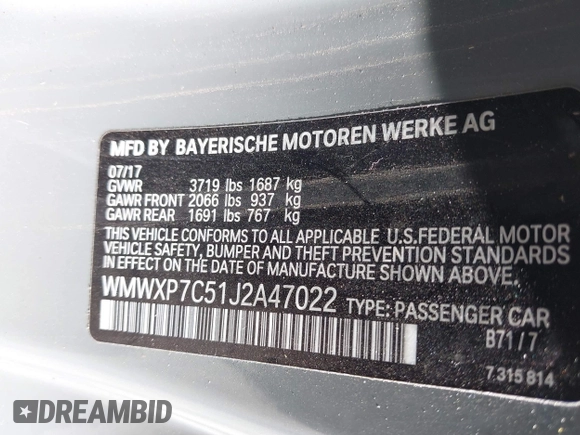 MFD BY BAYERISCHE MOTOREN WERKE AG
07/17
GVWR 3719 lbs 1687 kg
GAWR FRONT 2066 lbs 937 kg
GAWR REAR 1691 lbs 767 kg
THIS VEHICLE CONFORMS TO ALL APPLICABLE U.S.FEDERAL MOTOR
VEHICLE SAFETY, BUMPER AND THEFT PREVENTION STANDARDS IN
EFFECT ON THE DATE OF MANUFACTURE SHOWN ABOVE.
WMWXP7C51J2A47022 TYPE: PASSENGER CAR
B71 / 7
7.315 814
DREAMBID